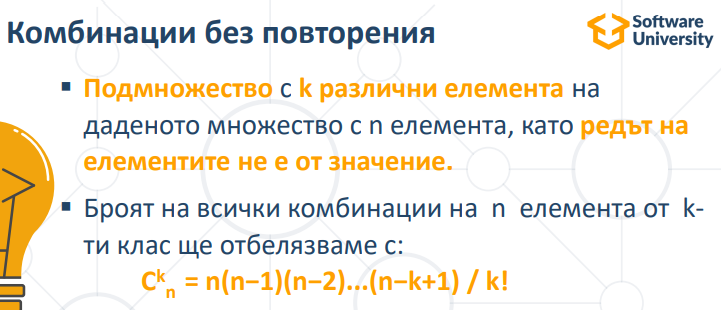 Комбинации без повторения
Software
University
▪ Подмножество с k различни елемента на
даденото множество с n елемента, като редът на
елементите не е от значение.
▪ Броят на всички комбинации на n елемента от k-
ти клас ще отбелязваме с:
Cᵏₙ = n(n−1)(n−2)...(n−k+1) / k!